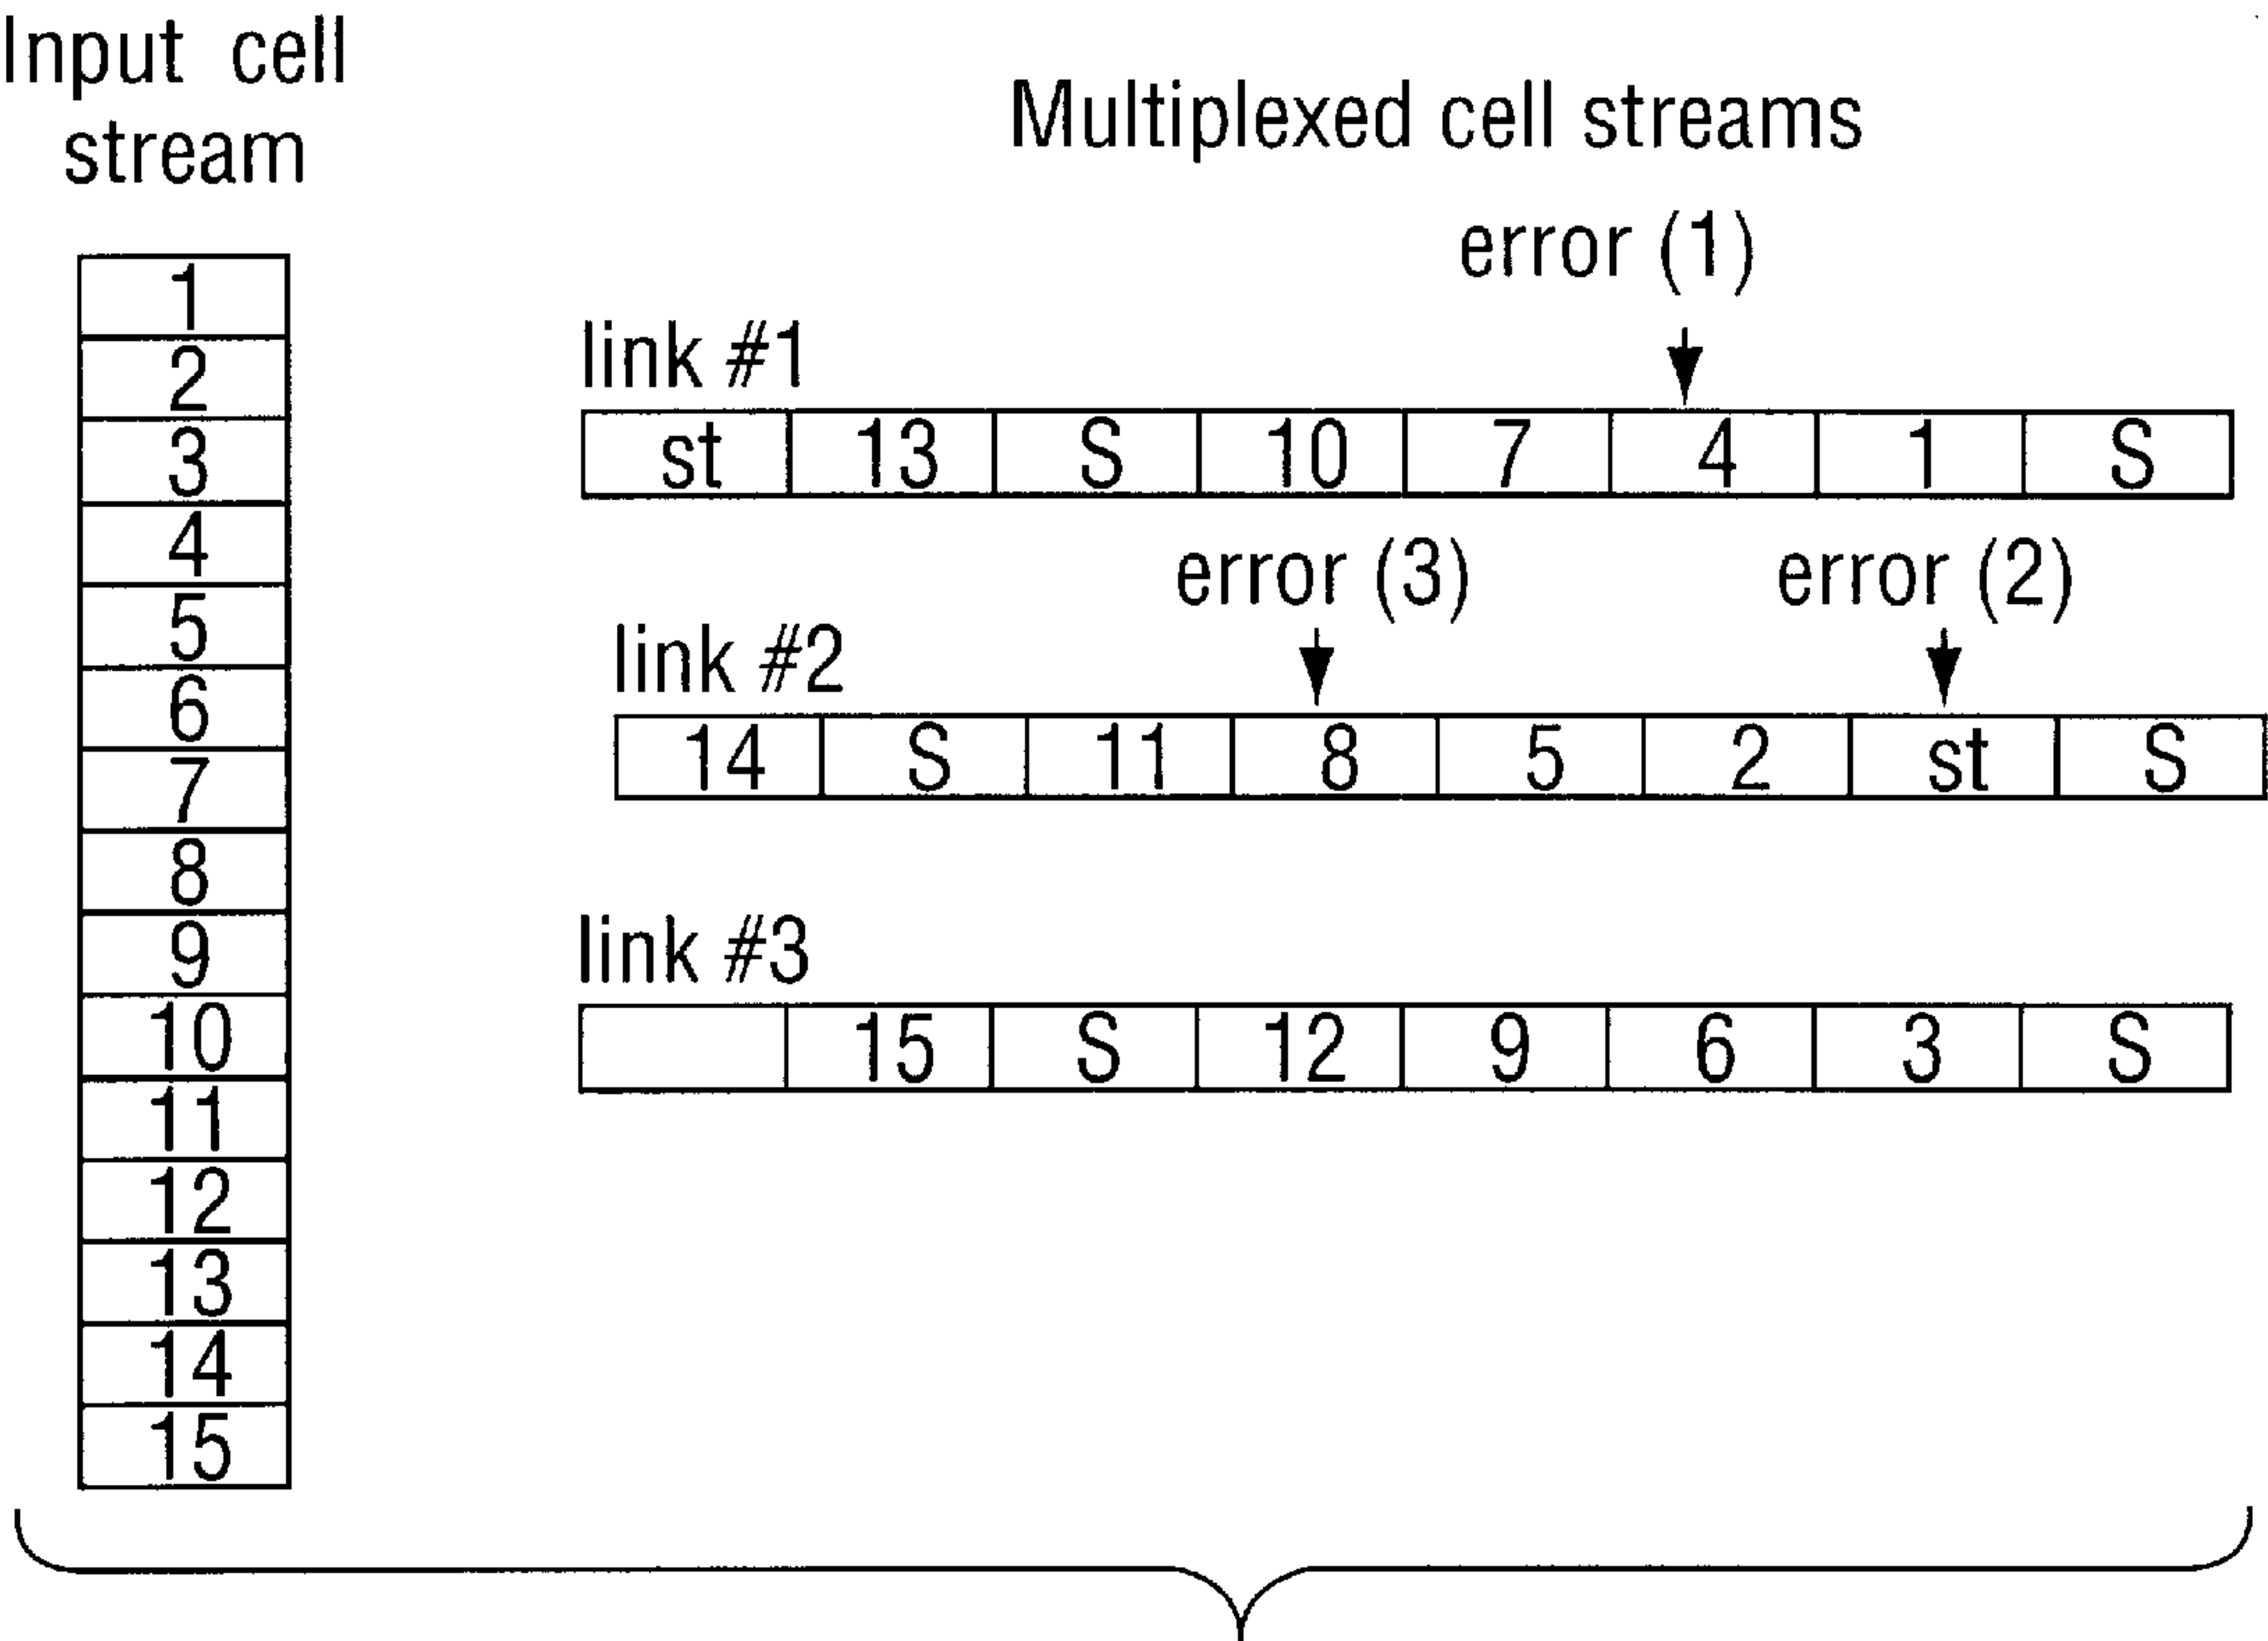 Input cell
stream
1
2
3
4
5
6
7
8
9
10
11
12
13
14
15
Multiplexed cell streams
error (1)
link #1
st 13 S 10 7 4 1 S
error (3) error (2)
link #2
14 S 11 8 5 2 st S
link #3
15 S 12 9 6 3 S